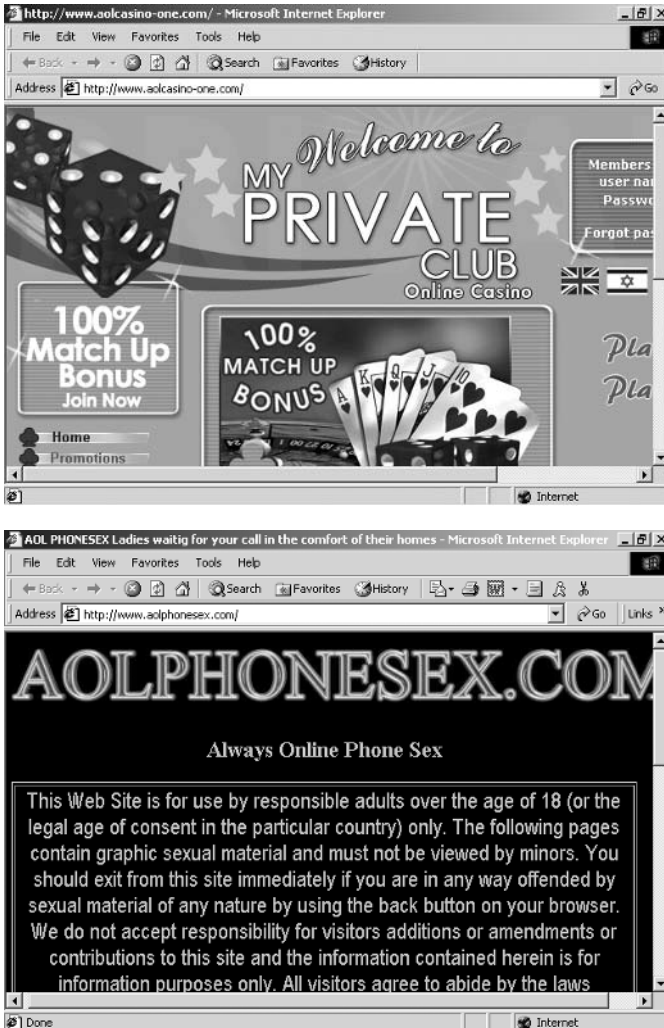 http://www.aolcasino-one.com/ - Microsoft Internet Explorer
File Edit View Favorites Tools Help
Back Search Favorites History
Address http://www.aolcasino-one.com/ Go
Welcome to
MY
PRIVATE
CLUB
Online Casino
Members
user nar
Passwo
Forgot pas
100%
Match Up
Bonus
Join Now
100%
MATCH UP
BONUS
A K Q J 10
Pla
Pla
Home
Promotions
Internet
AOL PHONESEX Ladies waitig for your call in the comfort of their homes - Microsoft Internet Explorer
File Edit View Favorites Tools Help
Back Search Favorites History
Address http://www.aolphonesex.com/ Go Links »
AOLPHONESEX.COM
Always Online Phone Sex
This Web Site is for use by responsible adults over the age of 18 (or the
legal age of consent in the particular country) only. The following pages
contain graphic sexual material and must not be viewed by minors. You
should exit from this site immediately if you are in any way offended by
sexual material of any nature by using the back button on your browser.
We do not accept responsibility for visitors additions or amendments or
contributions to this site and the information contained herein is for
information purposes only. All visitors agree to abide by the laws
Done Internet